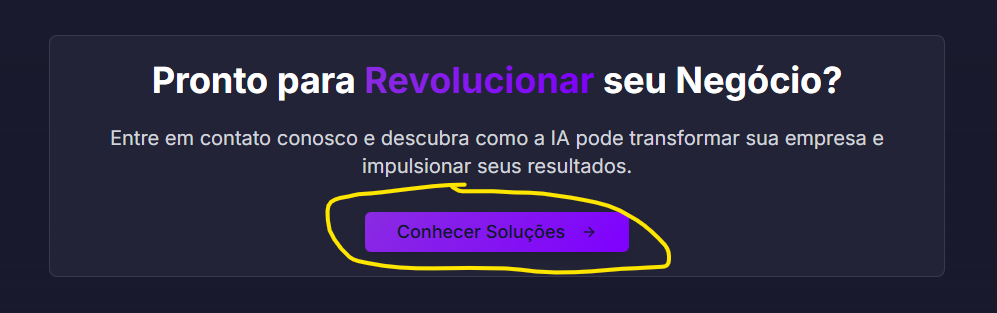 Pronto para Revolucionar seu Negócio?
Entre em contato conosco e descubra como a IA pode transformar sua empresa e
impulsionar seus resultados.
Conhecer Soluções →